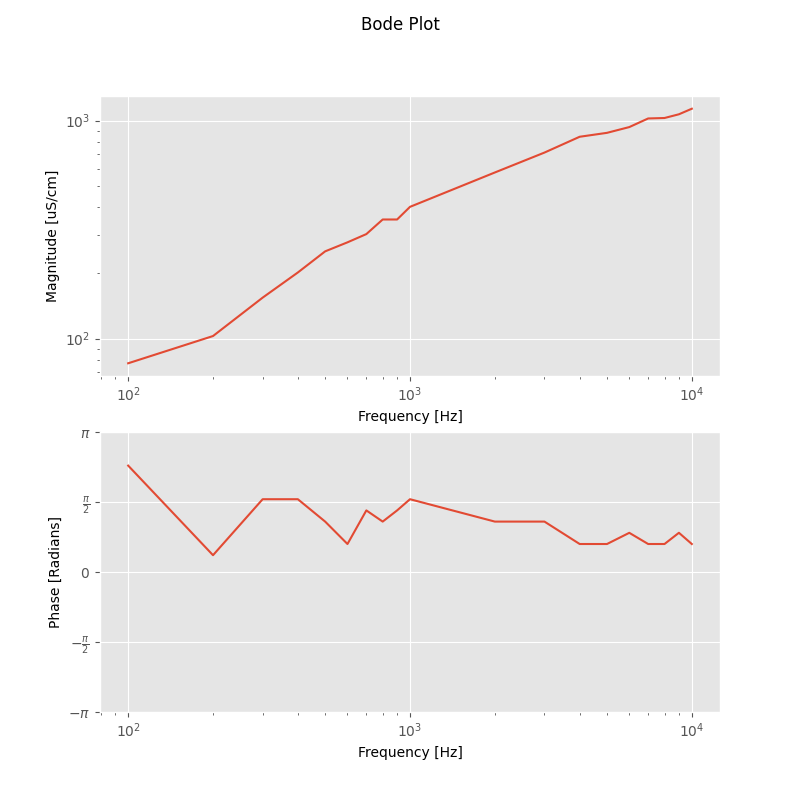 Bode Plot
Magnitude [uS/cm]
10³
10²
10² 10³ 10⁴
Frequency [Hz]
Phase [Radians]
π
π/2
0
−π/2
−π
10² 10³ 10⁴
Frequency [Hz]